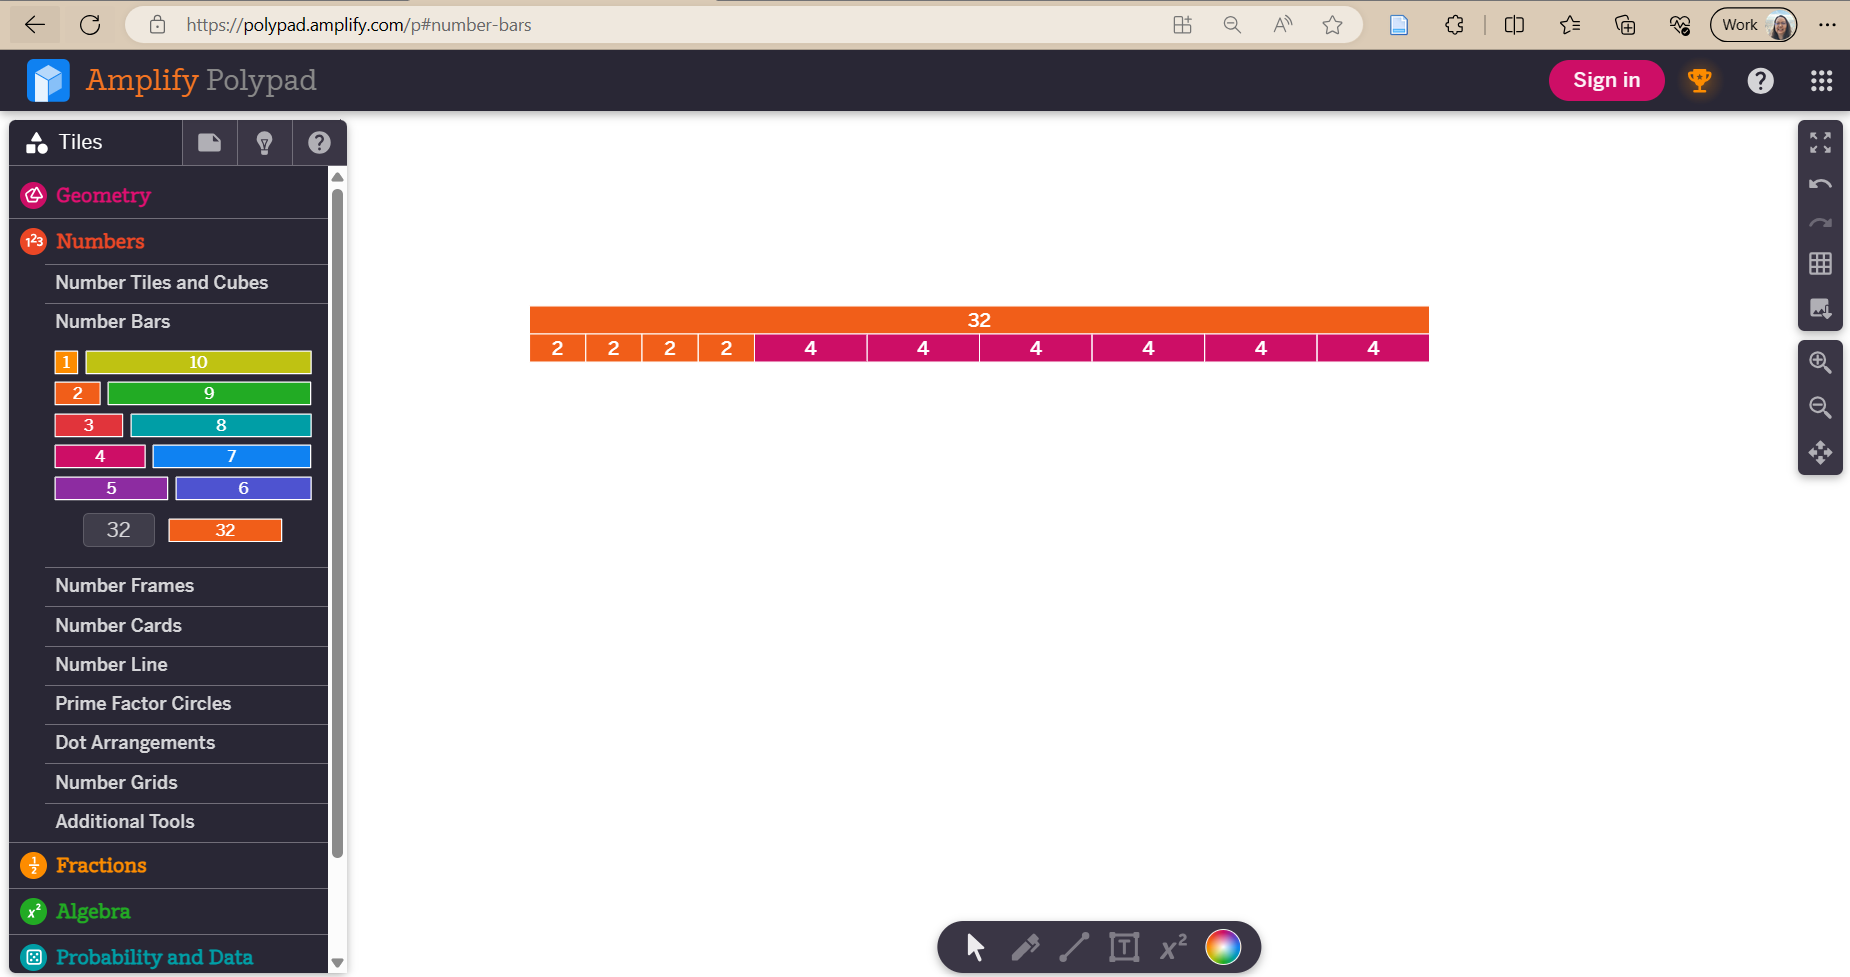 https://polypad.amplify.com/p#number-bars
Work
Amplify Polypad
Sign in
Tiles
Geometry
Numbers
Number Tiles and Cubes
Number Bars
1 10
2 9
3 8
4 7
5 6
32 32
Number Frames
Number Cards
Number Line
Prime Factor Circles
Dot Arrangements
Number Grids
Additional Tools
Fractions
Algebra
Probability and Data
32
2 2 2 2 4 4 4 4 4 4
T x²